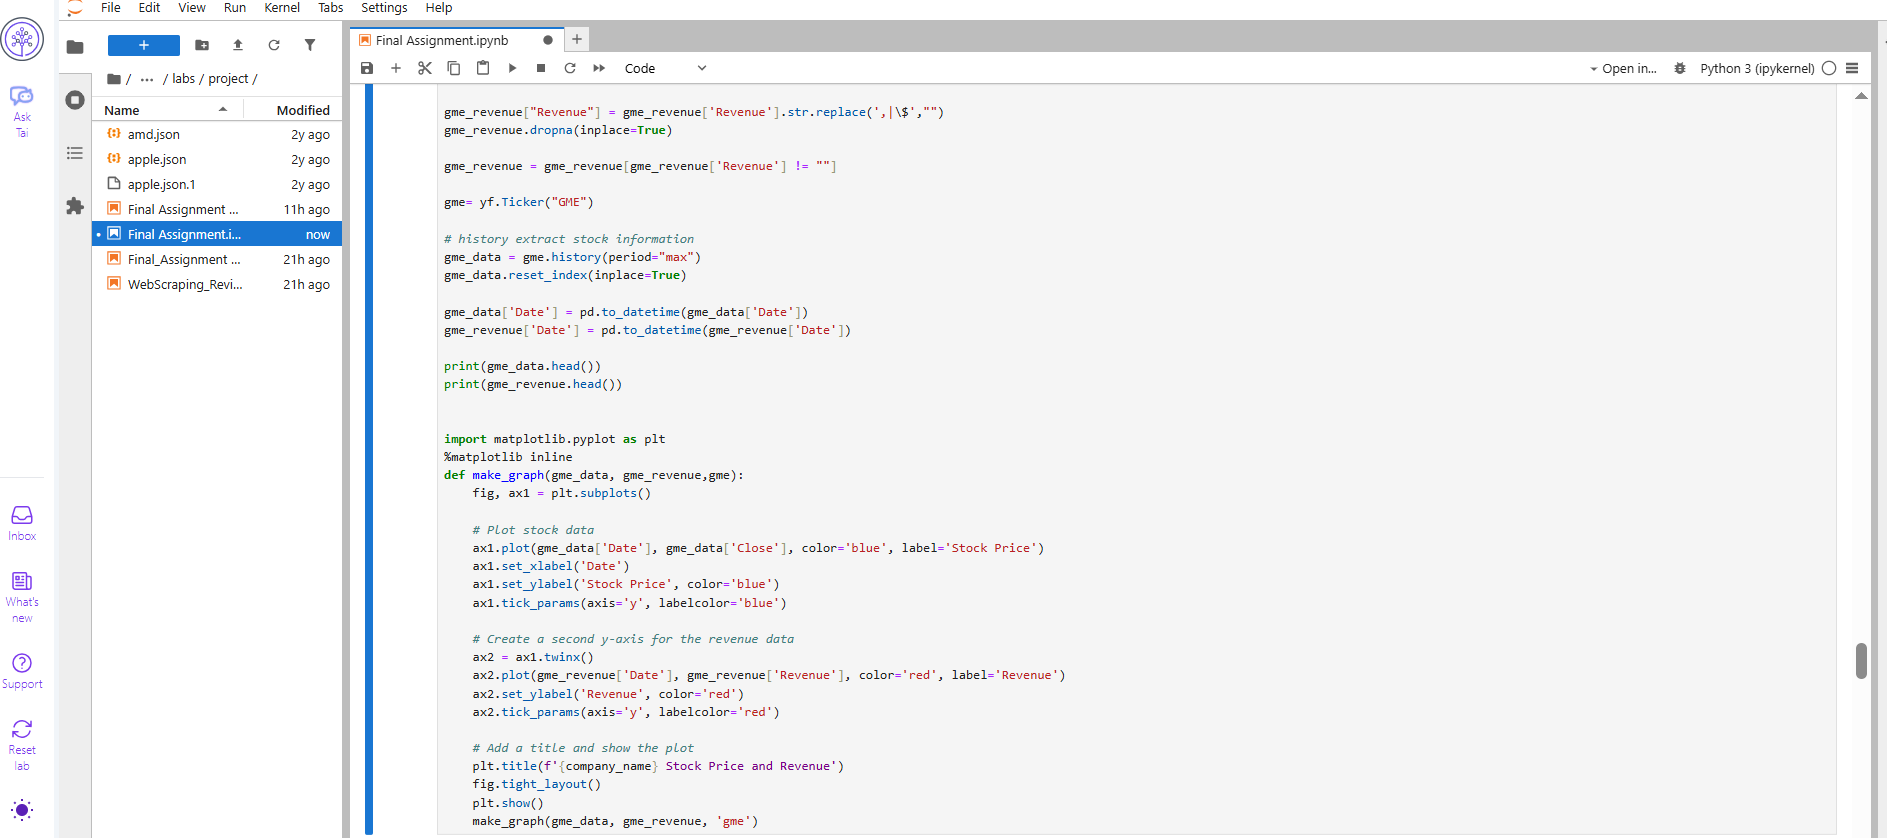 File Edit View Run Kernel Tabs Settings Help
Ask
Tai
Inbox
What's
new
Support
Reset
lab
/ ... / labs / project /
Name Modified
amd.json 2y ago
apple.json 2y ago
apple.json.1 2y ago
Final Assignment ... 11h ago
Final Assignment.i... now
Final_Assignment ... 21h ago
WebScraping_Revi... 21h ago
Final Assignment.ipynb
Code
Open in...
Python 3 (ipykernel)
gme_revenue["Revenue"] = gme_revenue['Revenue'].str.replace(',|\$',"")
gme_revenue.dropna(inplace=True)
gme_revenue = gme_revenue[gme_revenue['Revenue'] != ""]
gme= yf.Ticker("GME")
# history extract stock information
gme_data = gme.history(period="max")
gme_data.reset_index(inplace=True)
gme_data['Date'] = pd.to_datetime(gme_data['Date'])
gme_revenue['Date'] = pd.to_datetime(gme_revenue['Date'])
print(gme_data.head())
print(gme_revenue.head())
import matplotlib.pyplot as plt
%matplotlib inline
def make_graph(gme_data, gme_revenue,gme):
    fig, ax1 = plt.subplots()
    # Plot stock data
    ax1.plot(gme_data['Date'], gme_data['Close'], color='blue', label='Stock Price')
    ax1.set_xlabel('Date')
    ax1.set_ylabel('Stock Price', color='blue')
    ax1.tick_params(axis='y', labelcolor='blue')
    # Create a second y-axis for the revenue data
    ax2 = ax1.twinx()
    ax2.plot(gme_revenue['Date'], gme_revenue['Revenue'], color='red', label='Revenue')
    ax2.set_ylabel('Revenue', color='red')
    ax2.tick_params(axis='y', labelcolor='red')
    # Add a title and show the plot
    plt.title(f'{company_name} Stock Price and Revenue')
    fig.tight_layout()
    plt.show()
    make_graph(gme_data, gme_revenue, 'gme')